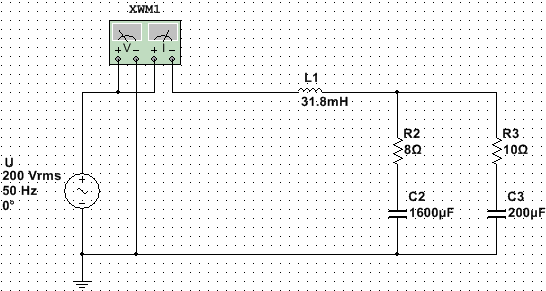 XWM1
V I
+ - + -
L1
31.8mH
R2
8Ω
R3
10Ω
U
200 Vrms
50 Hz
0°
C2
1600µF
C3
200µF